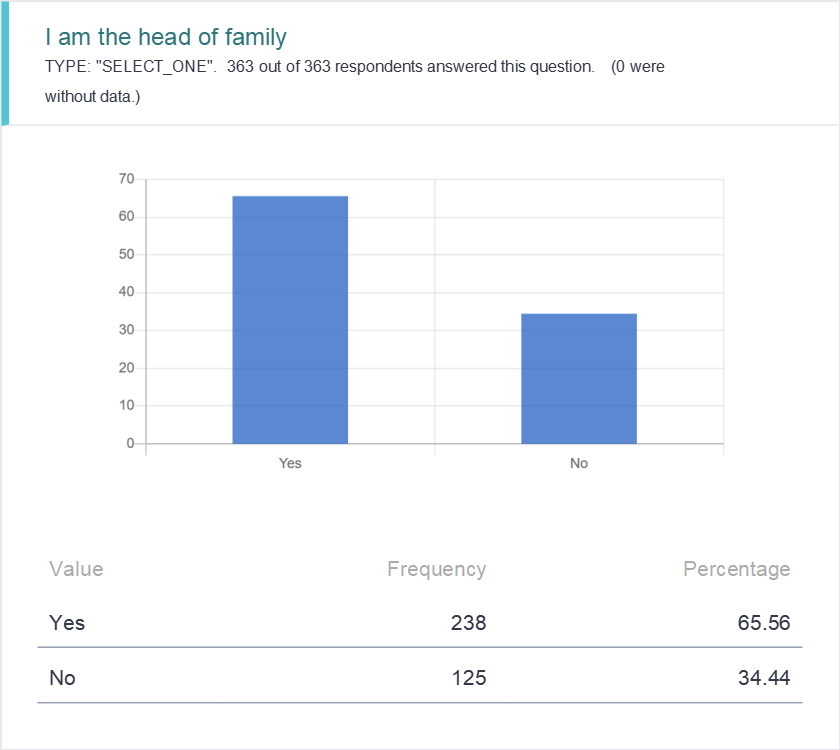 I am the head of family
TYPE: "SELECT_ONE". 363 out of 363 respondents answered this question. (0 were
without data.)
70
60
50
40
30
20
10
0
Yes No
Value Frequency Percentage
Yes 238 65.56
No 125 34.44